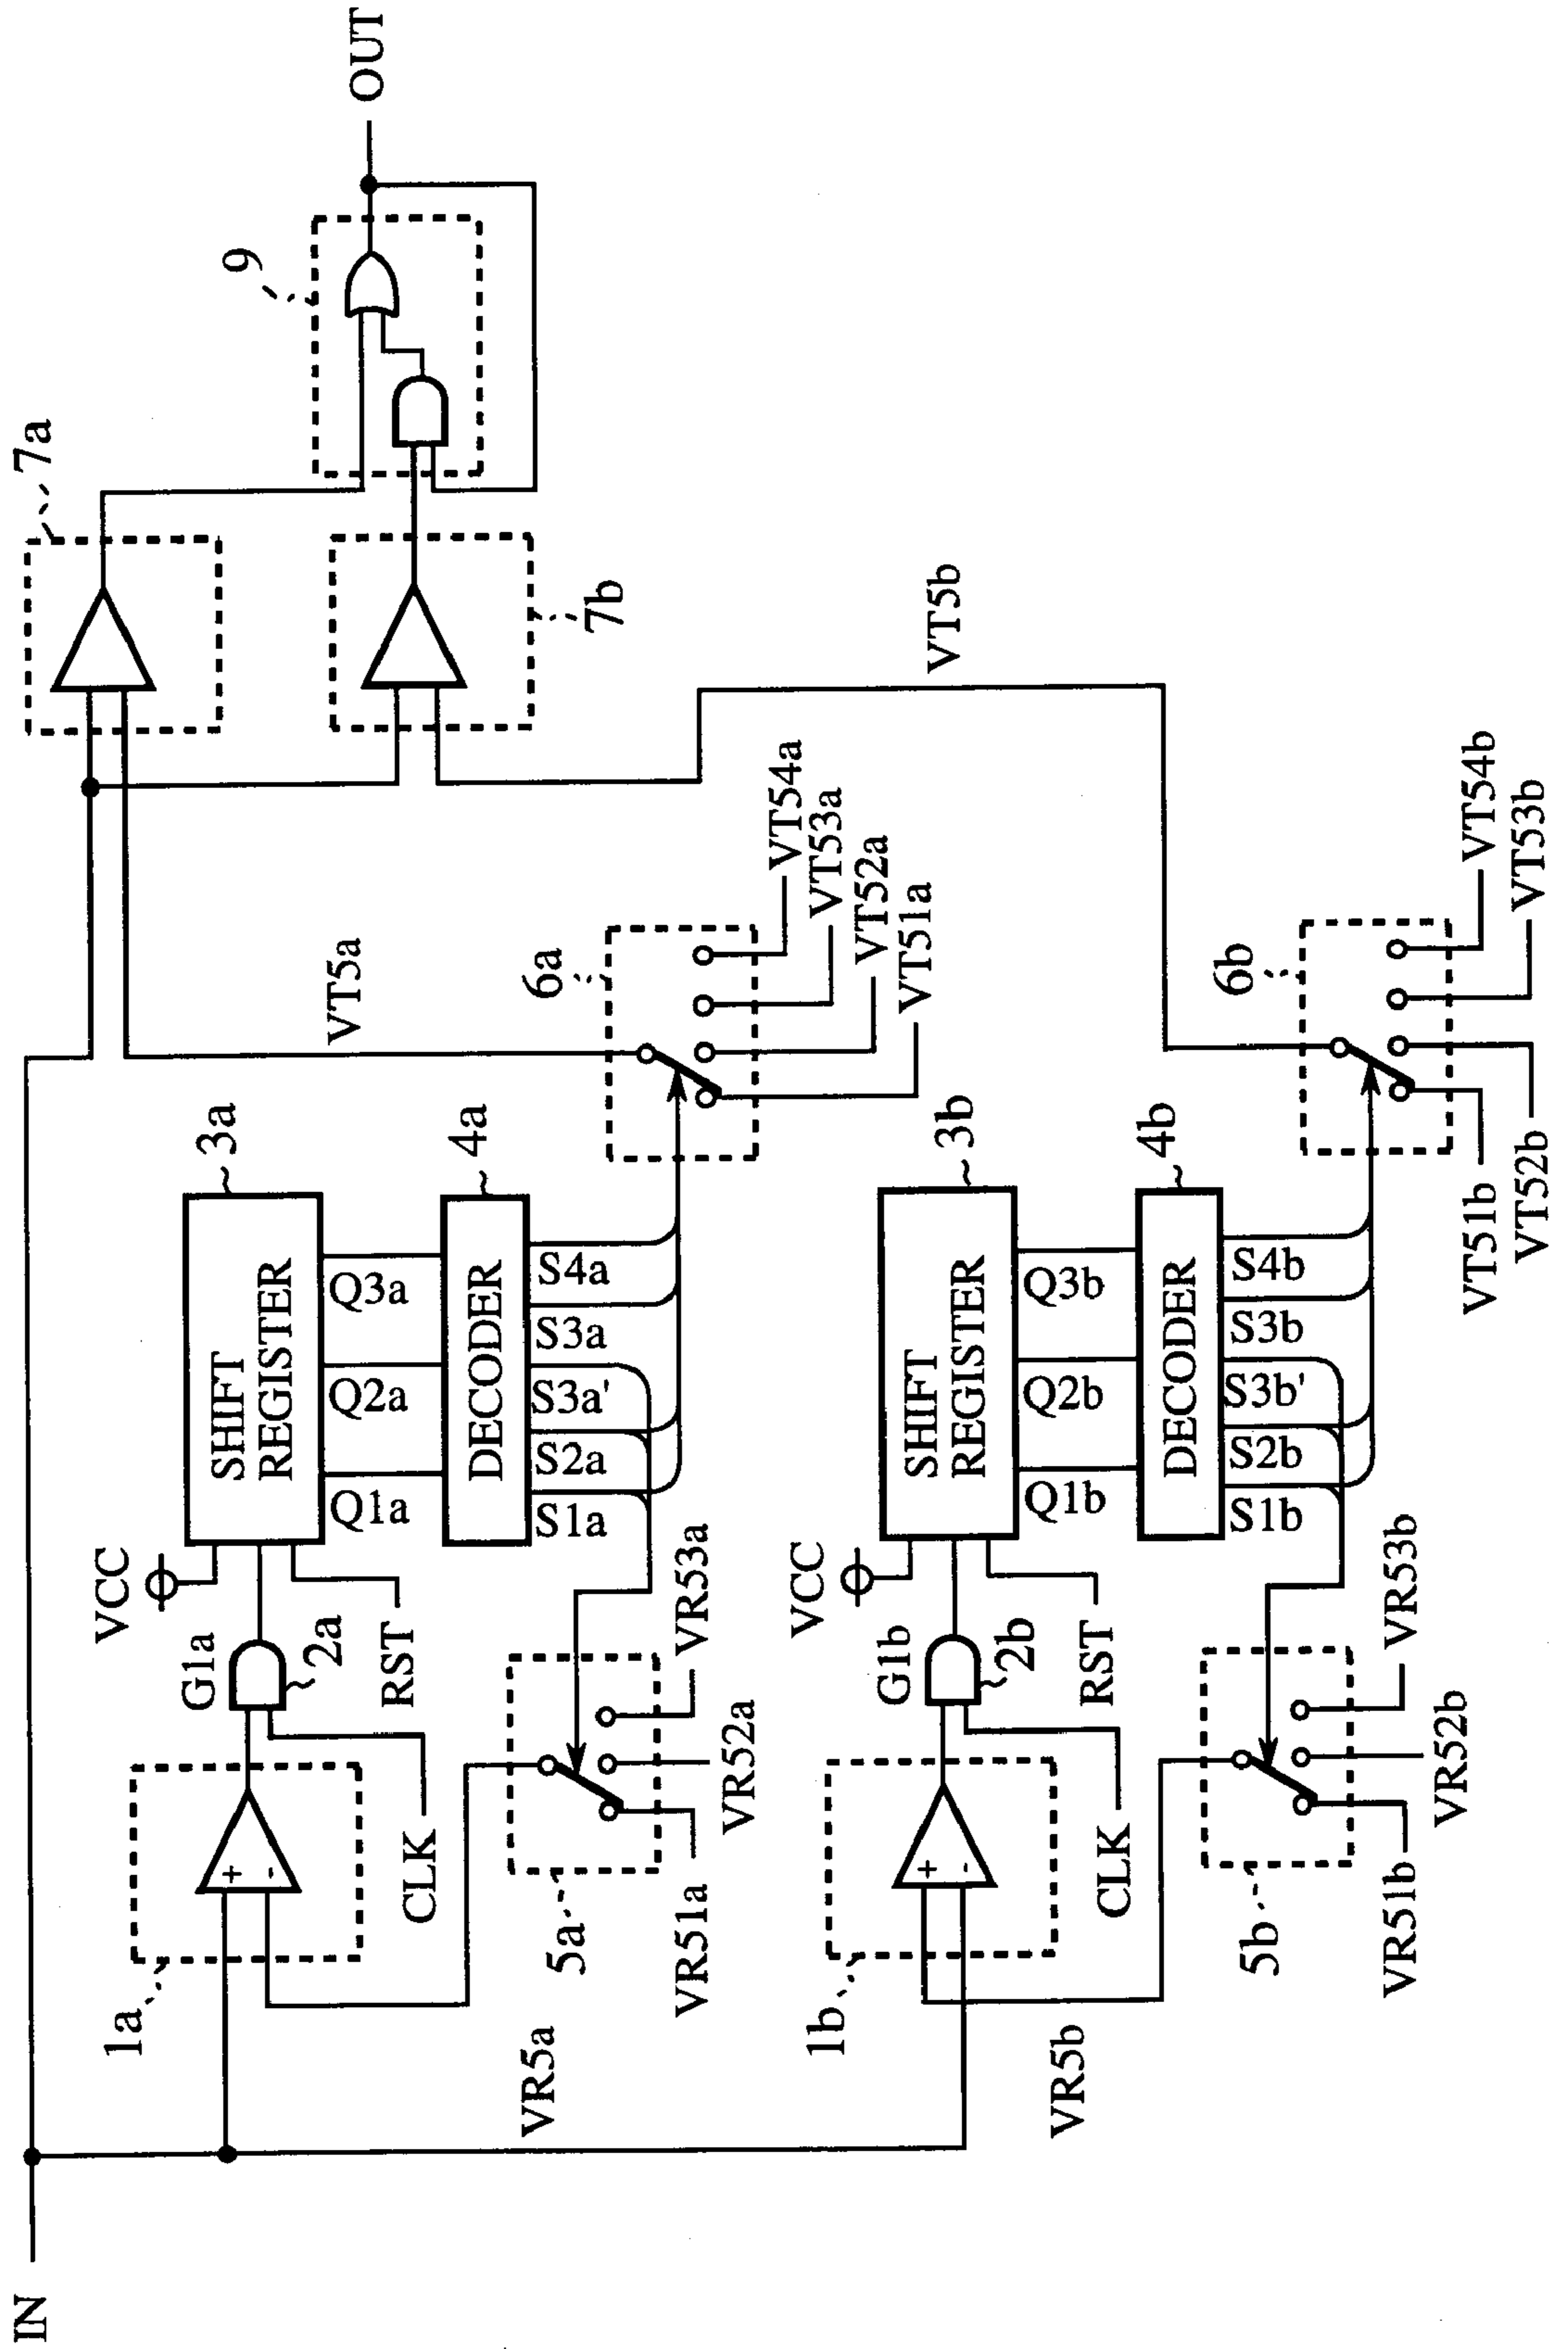 IN
OUT
7a
9
7b
VT5a
VT5b
1a
G1a
2a
VCC
SHIFT
REGISTER
3a
Q1a
Q2a
Q3a
RST
CLK
DECODER
4a
S1a
S2a
S3a'
S3a
S4a
VR5a
5a
VR51a
VR52a
VR53a
6a
VT54a
VT53a
VT52a
VT51a
1b
G1b
2b
VCC
SHIFT
REGISTER
3b
Q1b
Q2b
Q3b
RST
CLK
DECODER
4b
S1b
S2b
S3b'
S3b
S4b
VR5b
5b
VR51b
VR52b
VR53b
6b
VT51b
VT52b
VT54b
VT53b
+
-
+
-